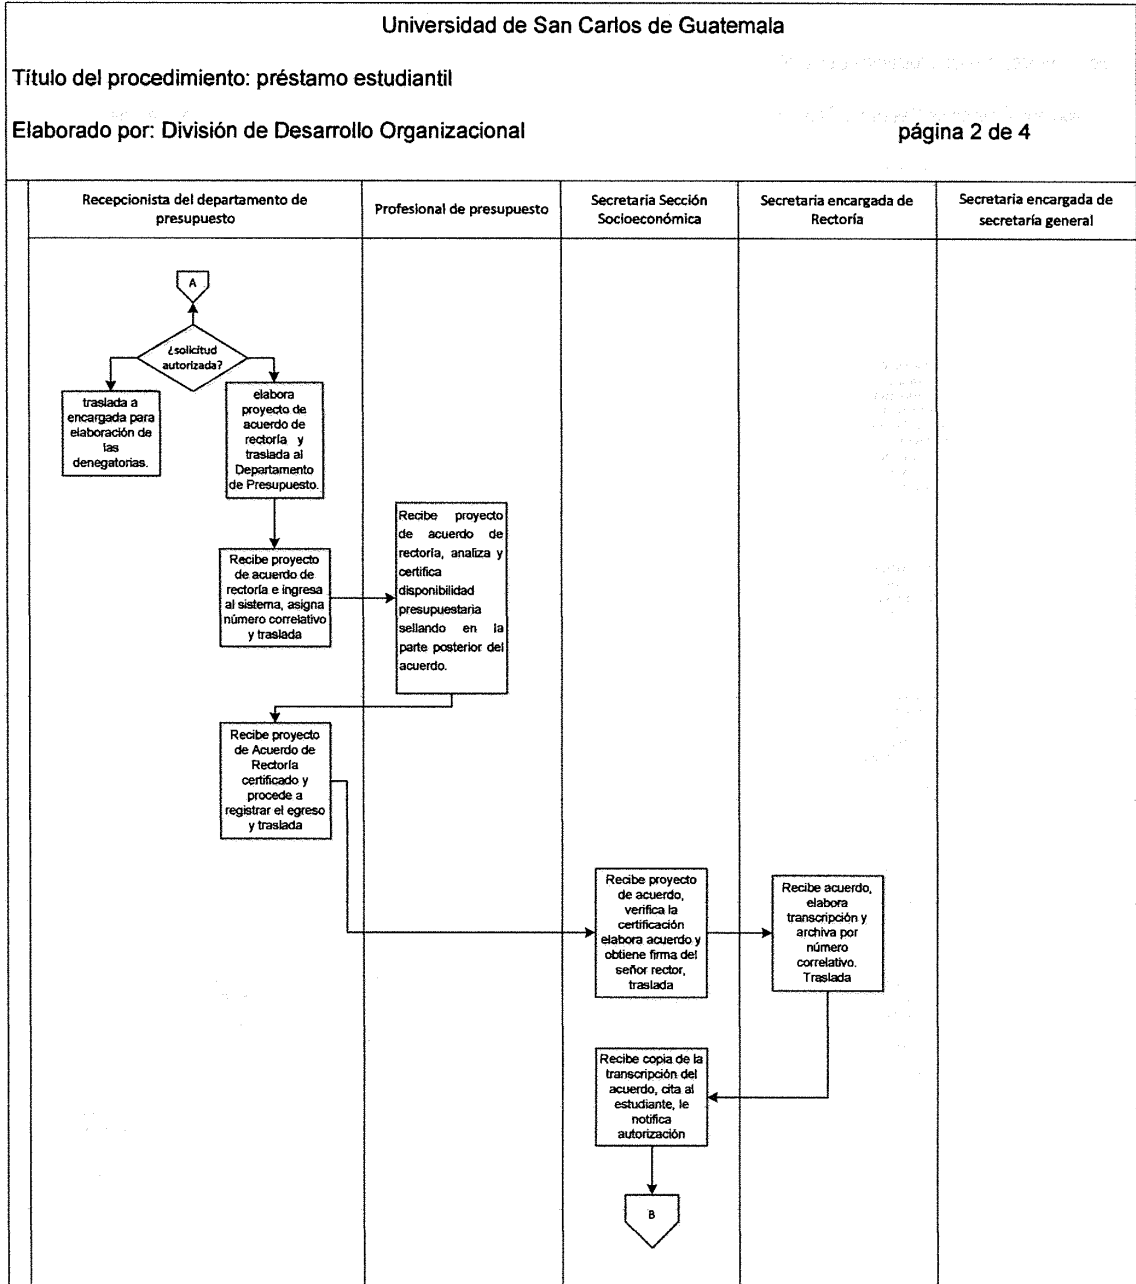 Universidad de San Carlos de Guatemala
Título del procedimiento: préstamo estudiantil
Elaborado por: División de Desarrollo Organizacional
página 2 de 4
Recepcionista del departamento de
presupuesto
Profesional de presupuesto
Secretaria Sección
Socioeconómica
Secretaria encargada de
Rectoría
Secretaria encargada de
secretaría general
A
¿solicitud
autorizada?
traslada a
encargada para
elaboración de
las
denegatorias.
elabora
proyecto de
acuerdo de
rectoría y
traslada al
Departamento
de Presupuesto.
Recibe proyecto
de acuerdo de
rectoría e ingresa
al sistema, asigna
número correlativo
y traslada
Recibe proyecto
de acuerdo de
rectoría, analiza y
certifica
disponibilidad
presupuestaria
sellando en la
parte posterior del
acuerdo.
Recibe proyecto
de Acuerdo de
Rectoría
certificado y
procede a
registrar el egreso
y traslada
Recibe proyecto
de acuerdo,
verifica la
certificación
elabora acuerdo y
obtiene firma del
señor rector,
traslada
Recibe acuerdo,
elabora
transcripción y
archiva por
número
correlativo.
Traslada
Recibe copia de la
transcripción del
acuerdo, cita al
estudiante, le
notifica
autorización
B